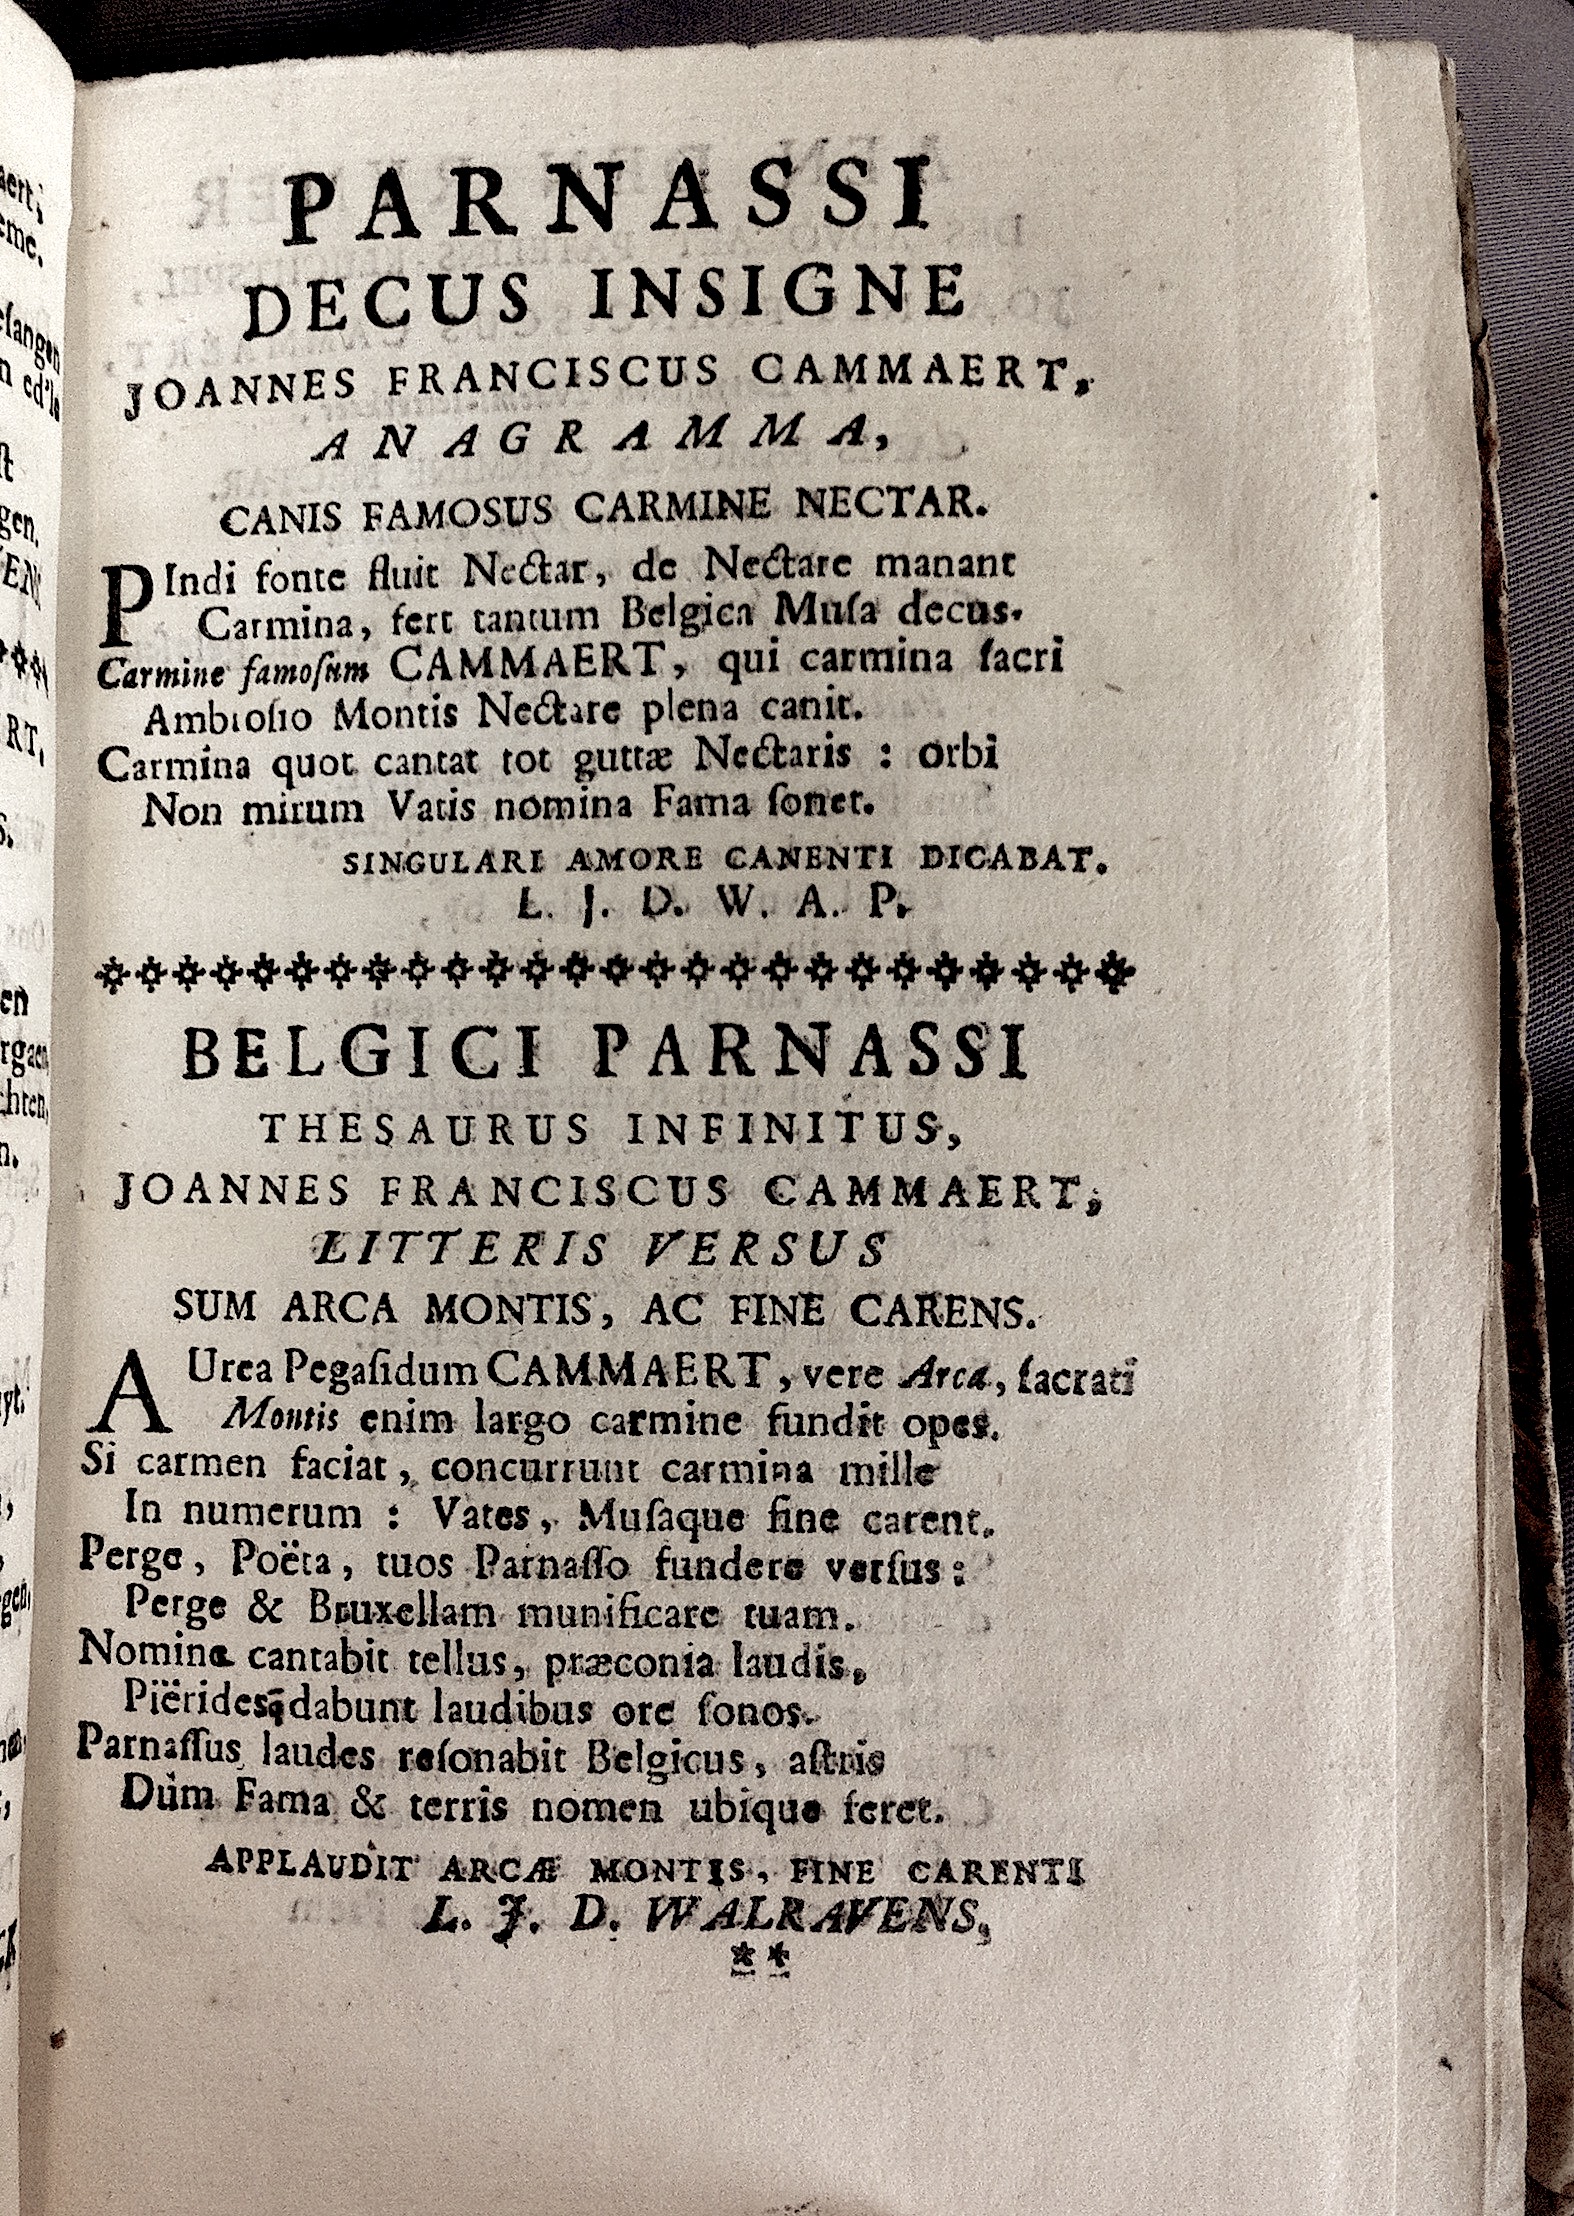 PARNASSI
DECUS INSIGNE
JOANNES FRANCISCUS CAMMAERT,
ANAGRAMMA,
CANIS FAMOSUS CARMINE NECTAR.
PIndi fonte fluit Nectar, de Nectare manant
Carmina, fert tantum Belgica Muſa decus.
Carmine famoſum CAMMAERT, qui carmina ſacri
Ambroſio Montis Nectare plena canit.
Carmina quot cantat tot guttæ Nectaris : orbi
Non mirum Vatis nomina Fama ſonet.
SINGULARI AMORE CANENTI DICABAT.
L. J. D. W. A. P.
BELGICI PARNASSI
THESAURUS INFINITUS,
JOANNES FRANCISCUS CAMMAERT,
LITTERIS VERSUS
SUM ARCA MONTIS, AC FINE CARENS.
AUrea Pegaſidum CAMMAERT, vere Arca, ſacrati
Montis enim largo carmine fundit opes.
Si carmen faciat, concurrunt carmina mille
In numerum : Vates, Muſaque fine carent.
Perge, Poëta, tuos Parnaſſo fundere verſus :
Perge & Bruxellam munificare tuam.
Nomine cantabit tellus, præconia laudis,
Piëridesq̄ dabunt laudibus ore ſonos.
Parnaſſus laudes reſonabit Belgicus, aſtris
Dùm Fama & terris nomen ubique feret.
APPLAUDIT ARCÆ MONTIS, FINE CARENTI
L. J. D. WALRAVENS,
**